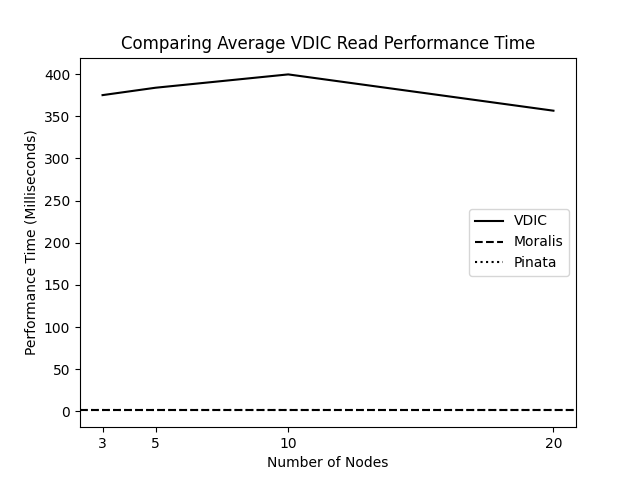 Comparing Average VDIC Read Performance Time
Performance Time (Milliseconds)
400
350
300
250
200
150
100
50
0
VDIC
Moralis
Pinata
3 5 10 20
Number of Nodes